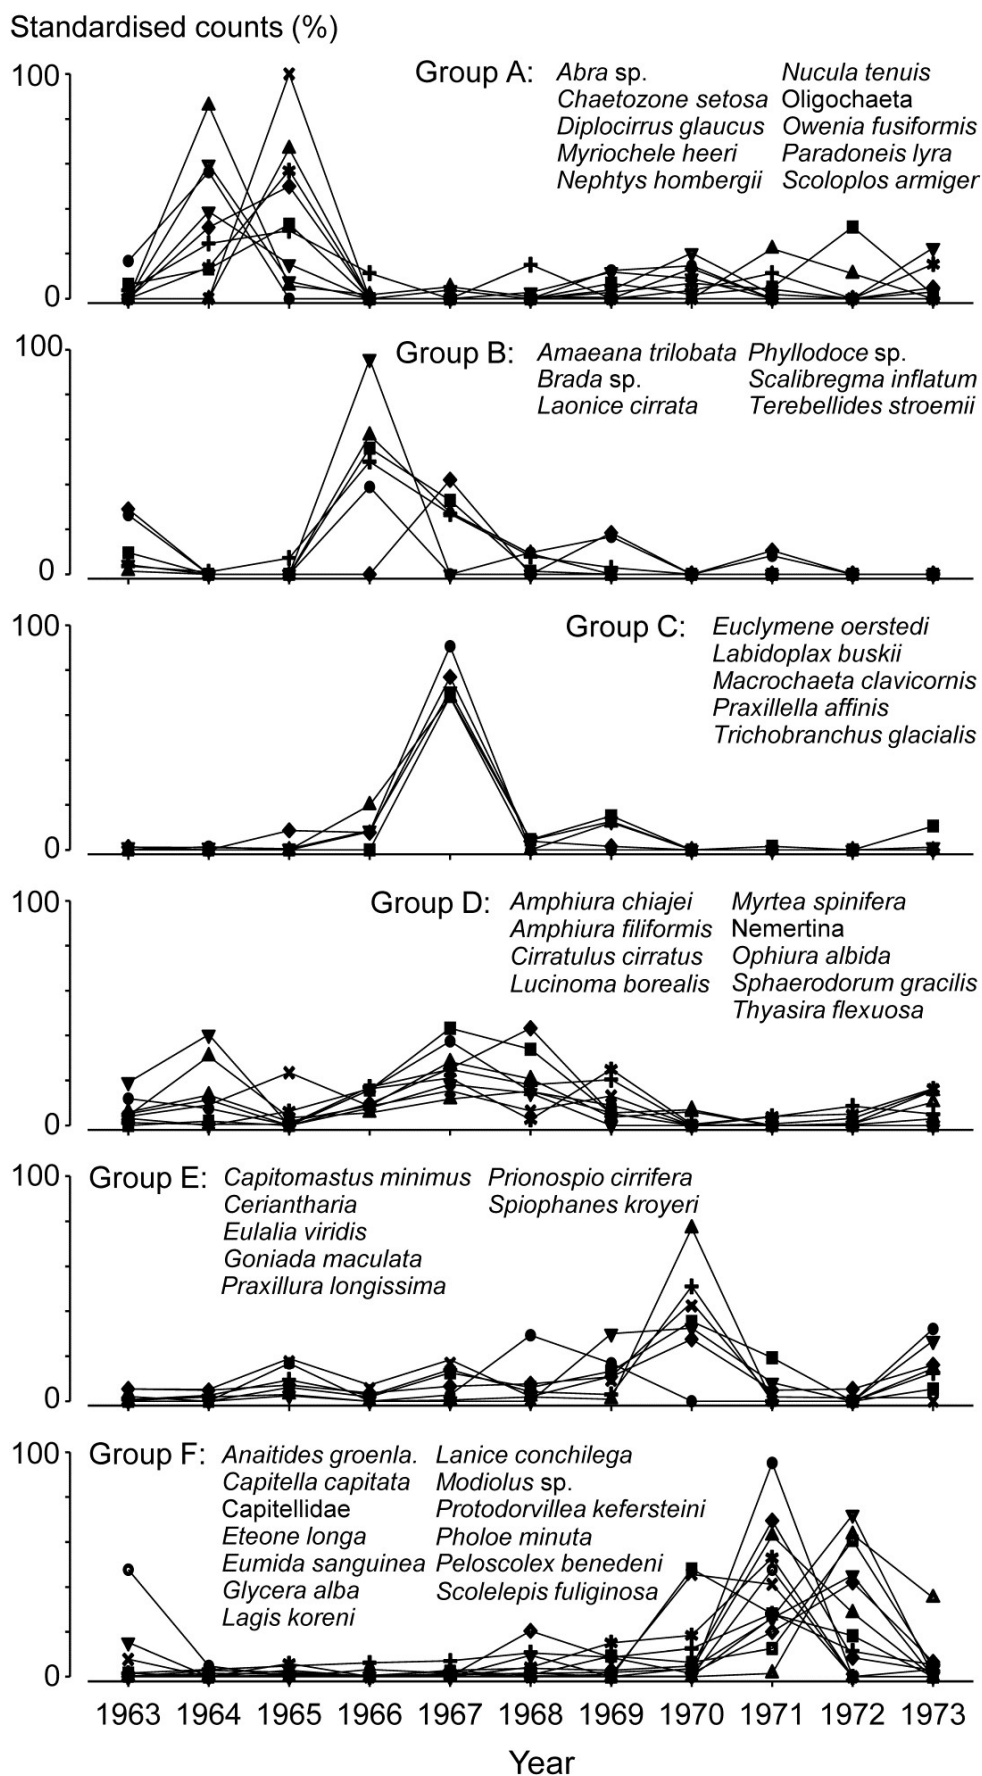 Standardised counts (%)
100
0
Group A: Abra sp. Nucula tenuis
Chaetozone setosa Oligochaeta
Diplocirrus glaucus Owenia fusiformis
Myriochele heeri Paradoneis lyra
Nephtys hombergii Scoloplos armiger
100
0
Group B: Amaeana trilobata Phyllodoce sp.
Brada sp. Scalibregma inflatum
Laonice cirrata Terebellides stroemii
100
0
Group C: Euclymene oerstedi
Labidoplax buskii
Macrochaeta clavicornis
Praxillella affinis
Trichobranchus glacialis
100
0
Group D: Amphiura chiajei Myrtea spinifera
Amphiura filiformis Nemertina
Cirratulus cirratus Ophiura albida
Lucinoma borealis Sphaerodorum gracilis
Thyasira flexuosa
100
0
Group E: Capitomastus minimus Prionospio cirrifera
Ceriantharia Spiophanes kroyeri
Eulalia viridis
Goniada maculata
Praxillura longissima
100
0
Group F: Anaitides groenla. Lanice conchilega
Capitella capitata Modiolus sp.
Capitellidae Protodorvillea kefersteini
Eteone longa Pholoe minuta
Eumida sanguinea Peloscolex benedeni
Glycera alba Scolelepis fuliginosa
Lagis koreni
1963 1964 1965 1966 1967 1968 1969 1970 1971 1972 1973
Year